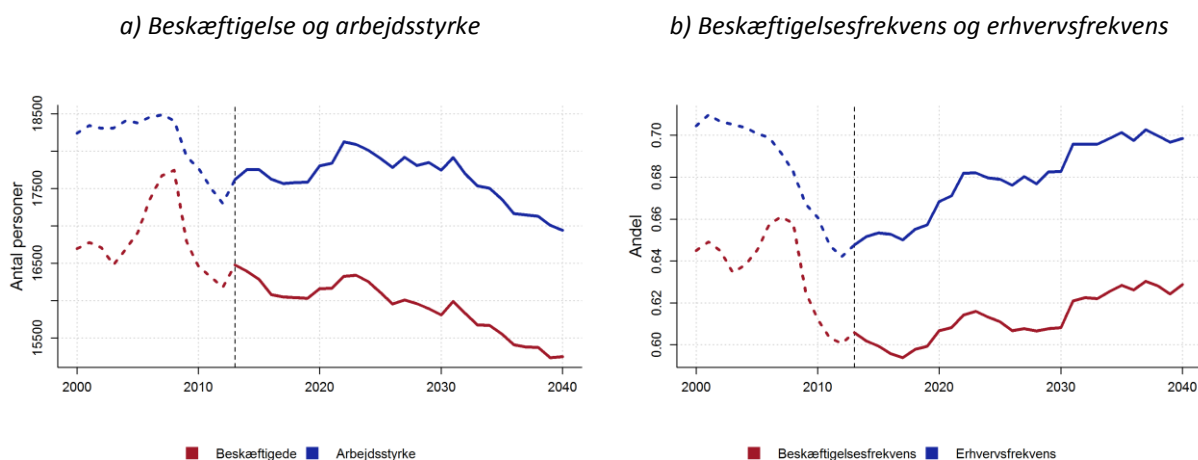 a) Beskæftigelse og arbejdsstyrke
b) Beskæftigelsesfrekvens og erhvervsfrekvens
Antal personer
18500
17500
16500
15500
2000
2010
2020
2030
2040
Beskæftigede
Arbejdsstyrke
Andel
0.70
0.68
0.66
0.64
0.62
0.60
2000
2010
2020
2030
2040
Beskæftigelsesfrekvens
Erhvervsfrekvens